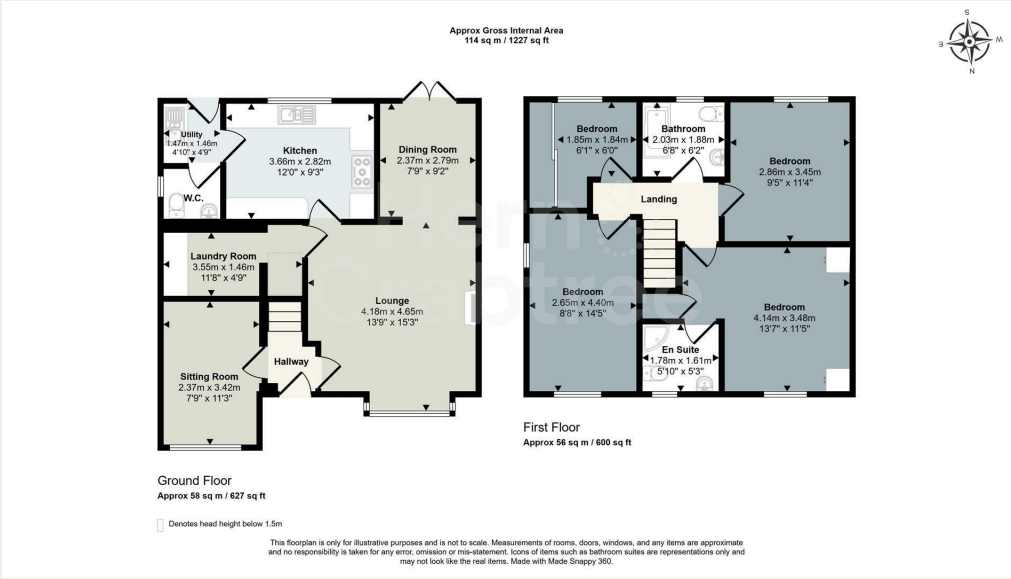 Approx Gross Internal Area
114 sq m / 1227 sq ft
S
E
W
N
Utility
1.47m x 1.46m
4'10" x 4'9"
Kitchen
3.66m x 2.82m
12'0" x 9'3"
Dining Room
2.37m x 2.79m
7'9" x 9'2"
W.C.
Laundry Room
3.55m x 1.46m
11'8" x 4'9"
Lounge
4.18m x 4.65m
13'9" x 15'3"
Hallway
Sitting Room
2.37m x 3.42m
7'9" x 11'3"
Bedroom
1.85m x 1.84m
6'1" x 6'0"
Bathroom
2.03m x 1.88m
6'8" x 6'2"
Bedroom
2.86m x 3.45m
9'5" x 11'4"
Landing
Bedroom
2.65m x 4.40m
8'8" x 14'5"
Bedroom
4.14m x 3.48m
13'7" x 11'5"
En Suite
1.78m x 1.61m
5'10" x 5'3"
Hern
Crabtree
Ground Floor
Approx 58 sq m / 627 sq ft
First Floor
Approx 56 sq m / 600 sq ft
Denotes head height below 1.5m
This floorplan is only for illustrative purposes and is not to scale. Measurements of rooms, doors, windows, and any items are approximate
and no responsibility is taken for any error, omission or mis-statement. Icons of items such as bathroom suites are representations only and
may not look like the real items. Made with Made Snappy 360.